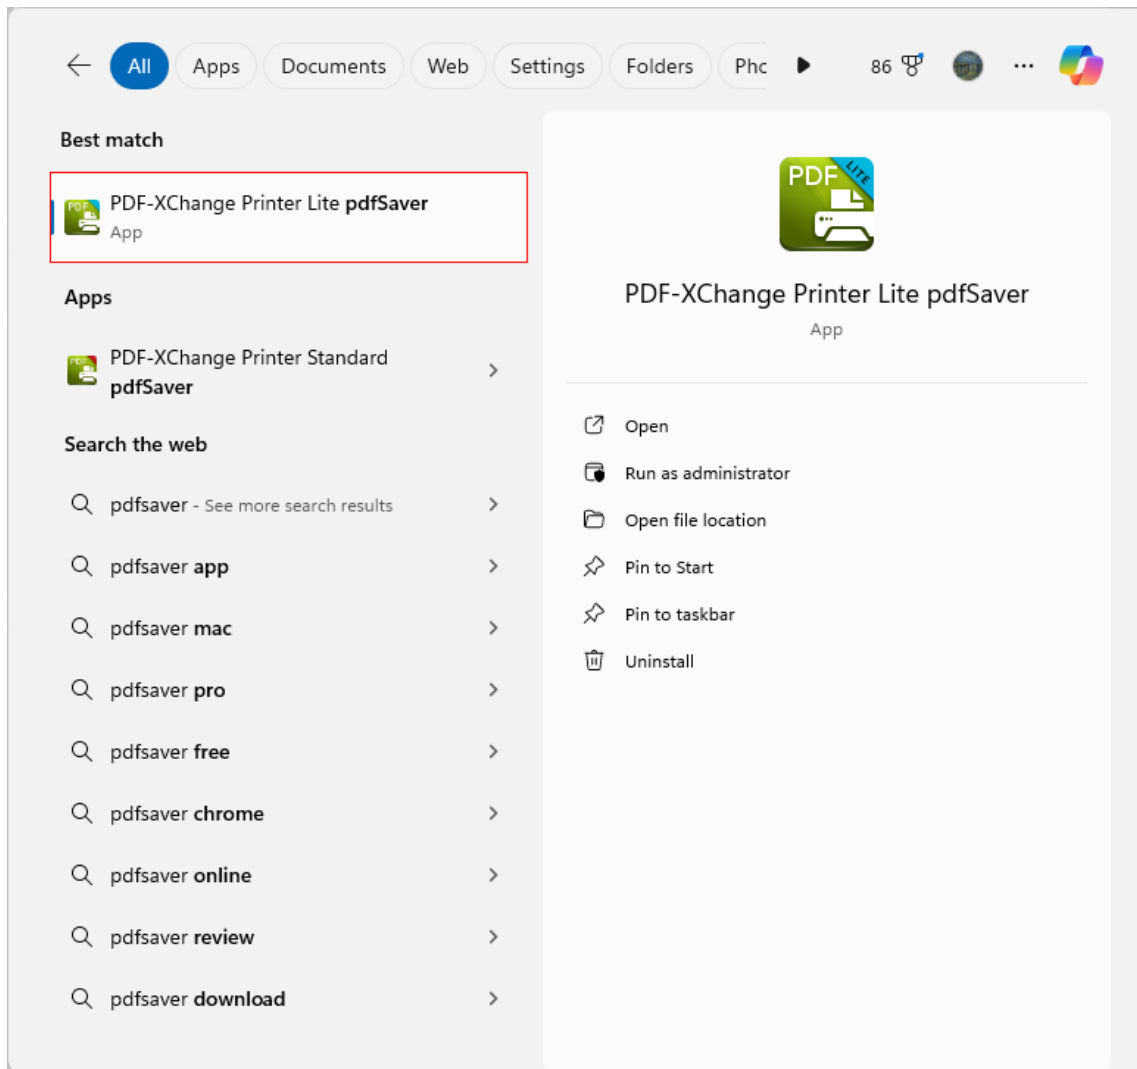 All
Apps
Documents
Web
Settings
Folders
Phc
86
Best match
PDF-XChange Printer Lite pdfSaver
App
Apps
PDF-XChange Printer Standard
pdfSaver
Search the web
pdfsaver - See more search results
pdfsaver app
pdfsaver mac
pdfsaver pro
pdfsaver free
pdfsaver chrome
pdfsaver online
pdfsaver review
pdfsaver download
PDF
LITE
PDF-XChange Printer Lite pdfSaver
App
Open
Run as administrator
Open file location
Pin to Start
Pin to taskbar
Uninstall